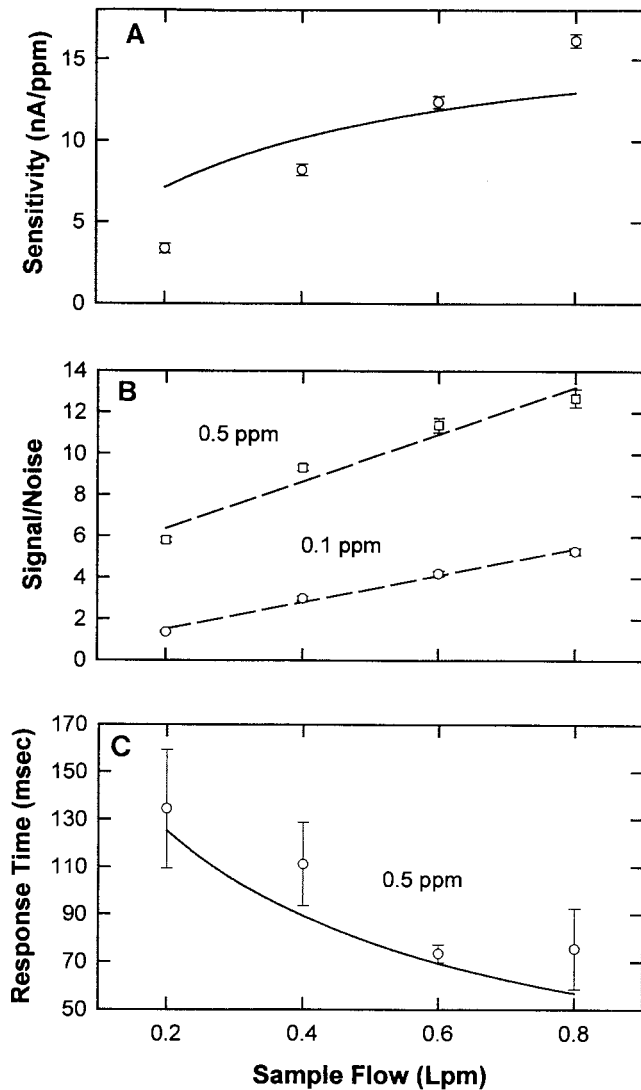 A
Sensitivity (nA/ppm)
15
10
5
0
B
Signal/Noise
14
12
10
8
6
4
2
0
0.5 ppm
0.1 ppm
C
Response Time (msec)
170
150
130
110
90
70
50
0.5 ppm
0.2 0.4 0.6 0.8
Sample Flow (Lpm)